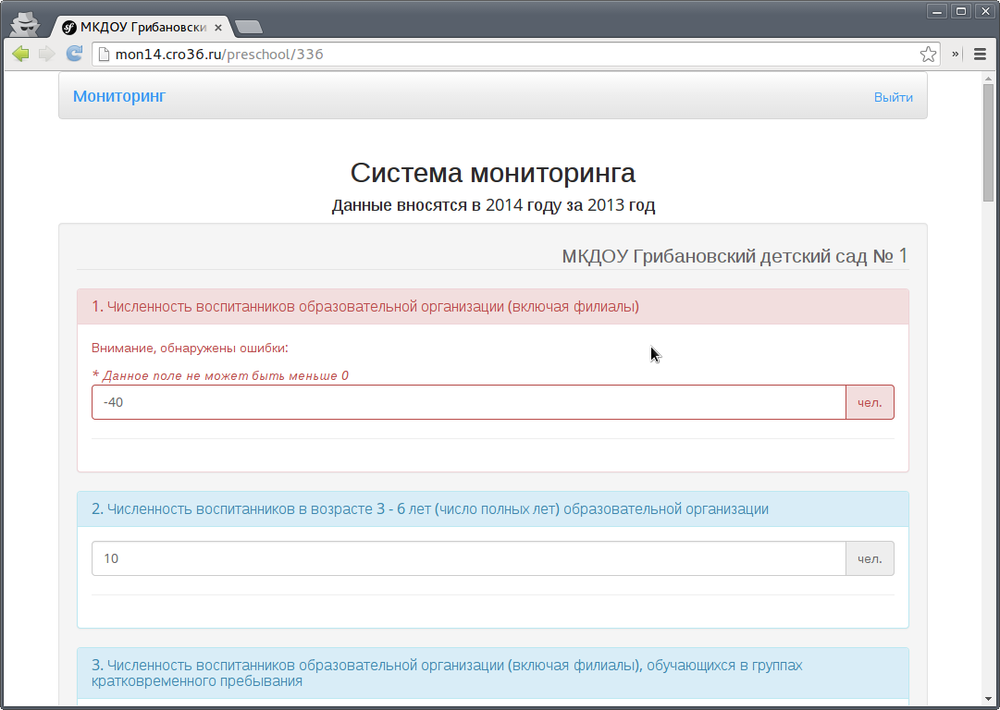 МКДОУ Грибановски
mon14.cro36.ru/preschool/336
»
Мониторинг
Выйти
Система мониторинга
Данные вносятся в 2014 году за 2013 год
МКДОУ Грибановский детский сад № 1
1. Численность воспитанников образовательной организации (включая филиалы)
Внимание, обнаружены ошибки:
* Данное поле не может быть меньше 0
-40
чел.
2. Численность воспитанников в возрасте 3 - 6 лет (число полных лет) образовательной организации
10
чел.
3. Численность воспитанников образовательной организации (включая филиалы), обучающихся в группах
кратковременного пребывания